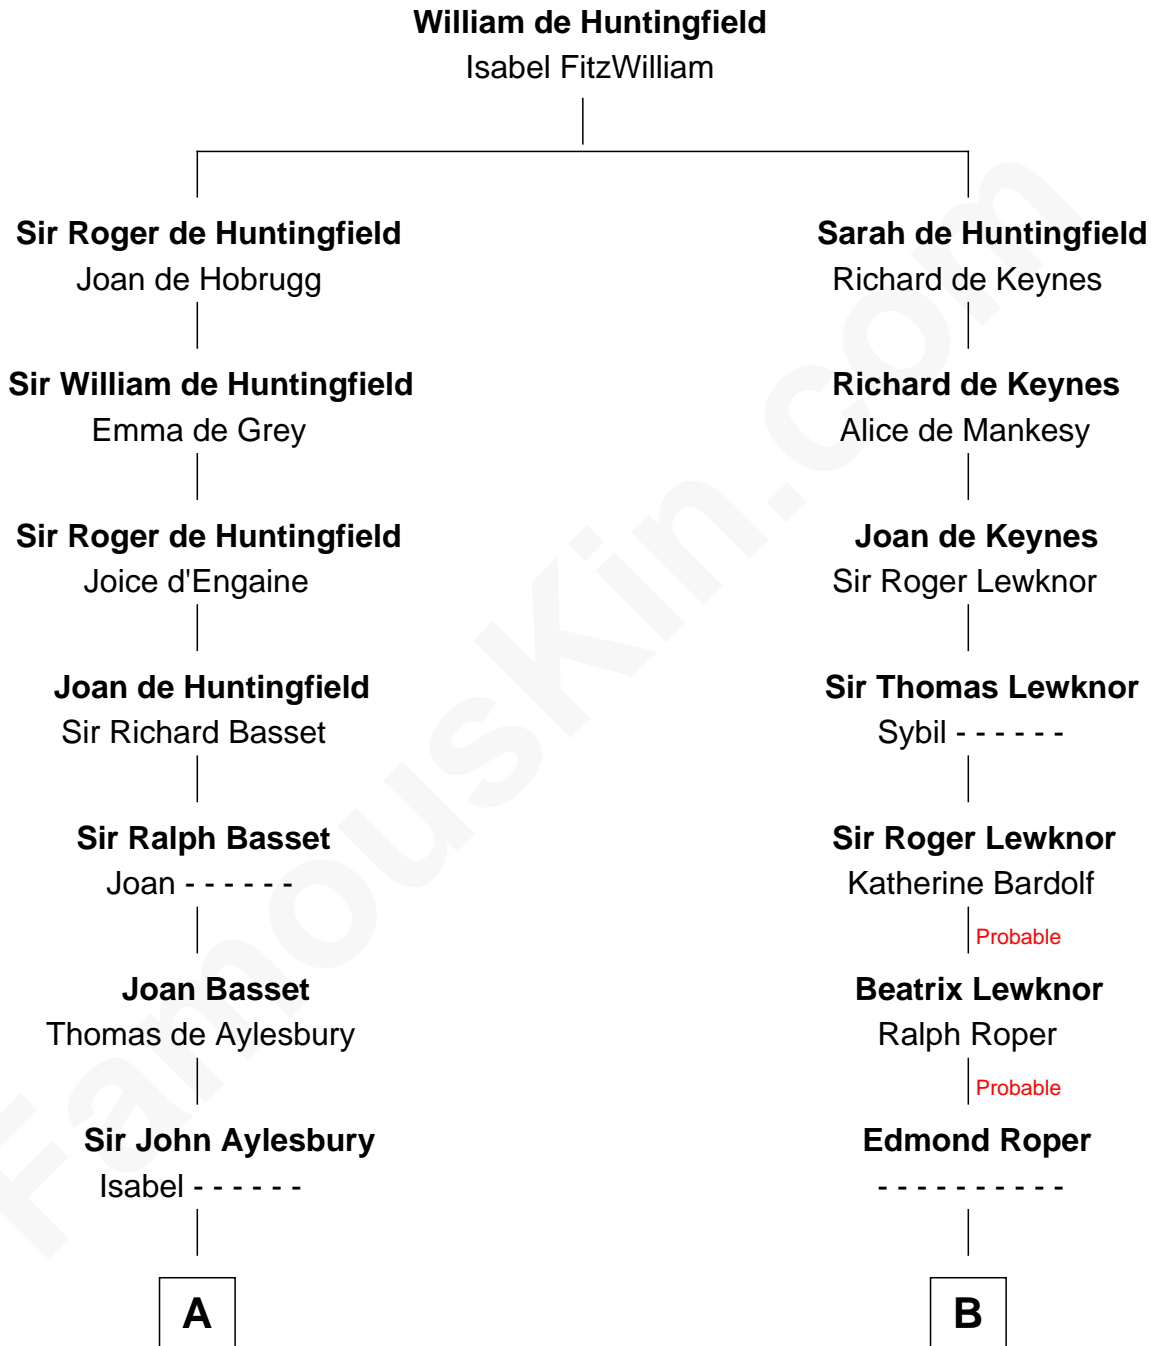 William de Huntingfield
Isabel FitzWilliam
Sir Roger de Huntingfield
Joan de Hobrugg
Sir William de Huntingfield
Emma de Grey
Sir Roger de Huntingfield
Joice d'Engaine
Joan de Huntingfield
Sir Richard Basset
Sir Ralph Basset
Joan - - - - - -
Joan Basset
Thomas de Aylesbury
Sir John Aylesbury
Isabel - - - - - -
A
Sarah de Huntingfield
Richard de Keynes
Richard de Keynes
Alice de Mankesy
Joan de Keynes
Sir Roger Lewknor
Sir Thomas Lewknor
Sybil - - - - - -
Sir Roger Lewknor
Katherine Bardolf
Probable
Beatrix Lewknor
Ralph Roper
Probable
Edmond Roper
- - - - - - - - - -
B
FamousKin.com